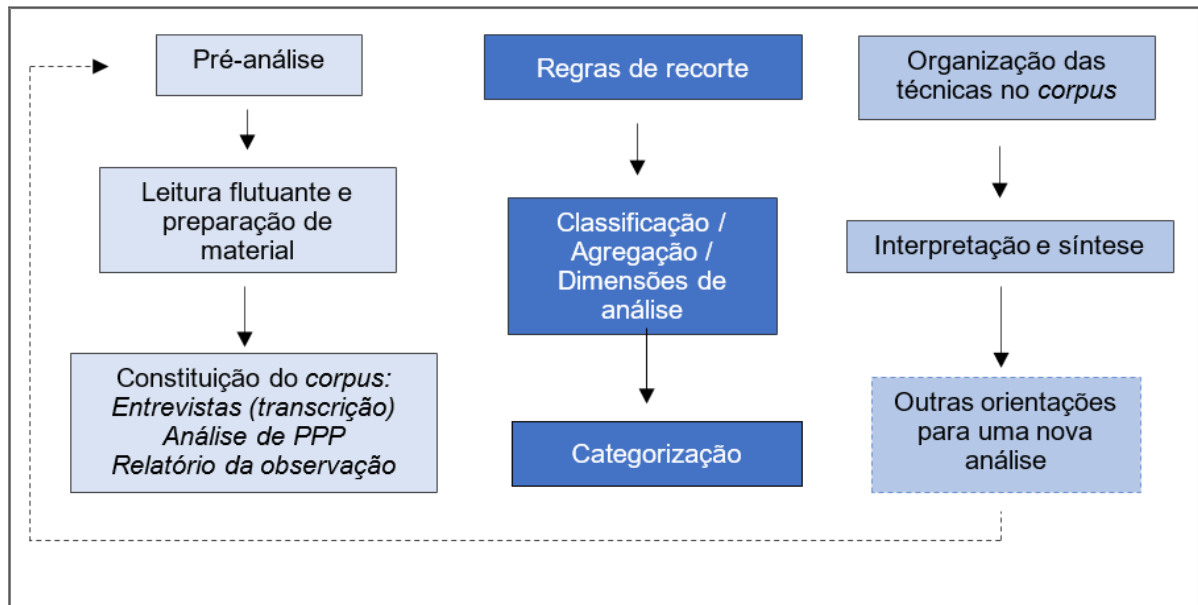 Pré-análise
Leitura flutuante e
preparação de
material
Constituição do corpus:
Entrevistas (transcrição)
Análise de PPP
Relatório da observação
Regras de recorte
Classificação /
Agregação /
Dimensões de
análise
Categorização
Organização das
técnicas no corpus
Interpretação e síntese
Outras orientações
para uma nova
análise